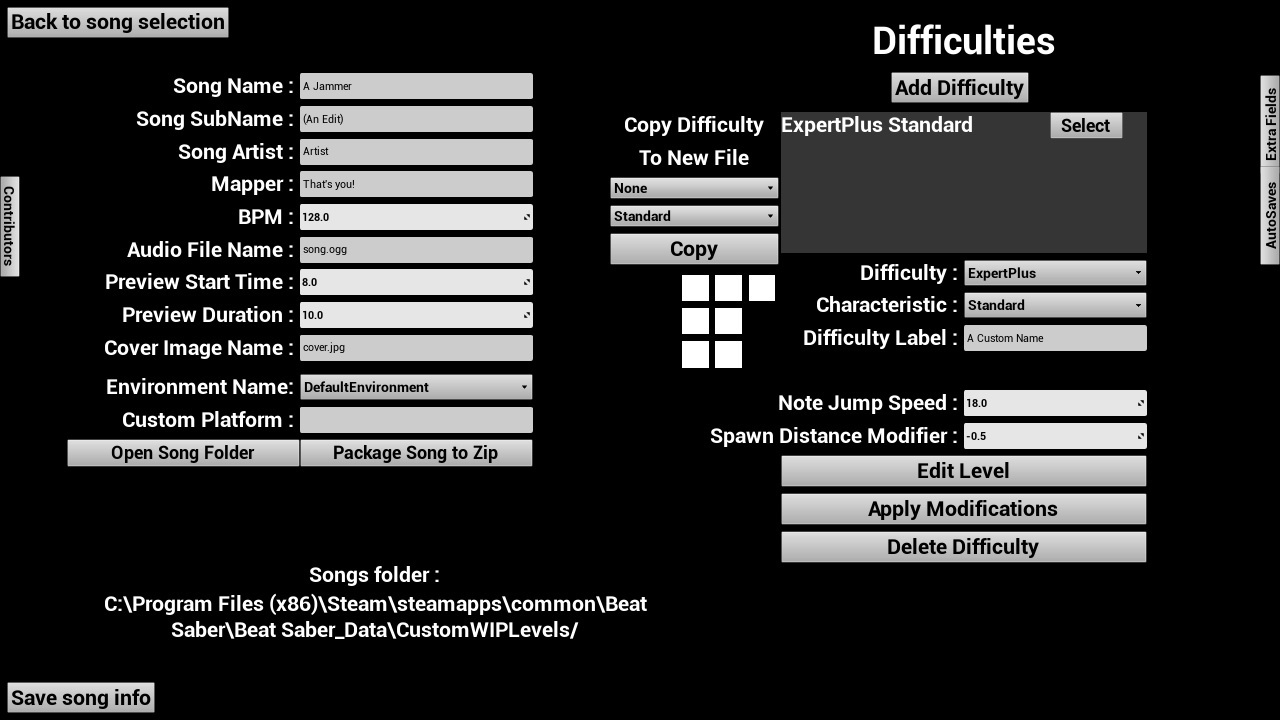 Back to song selection
Difficulties
Song Name : A Jammer
Add Difficulty
Song SubName : (An Edit)
Copy Difficulty
ExpertPlus Standard Select
Song Artist : Artist
To New File
Mapper : That's you!
None
BPM : 128.0
Standard
Audio File Name : song.ogg
Copy
Preview Start Time : 8.0
Difficulty : ExpertPlus
Preview Duration : 10.0
Characteristic : Standard
Cover Image Name : cover.jpg
Difficulty Label : A Custom Name
Environment Name: DefaultEnvironment
Note Jump Speed : 18.0
Custom Platform :
Spawn Distance Modifier : -0.5
Open Song Folder Package Song to Zip
Edit Level
Apply Modifications
Delete Difficulty
Contributors
Extra Fields
AutoSaves
Songs folder :
C:\Program Files (x86)\Steam\steamapps\common\Beat
Saber\Beat Saber_Data\CustomWIPLevels/
Save song info